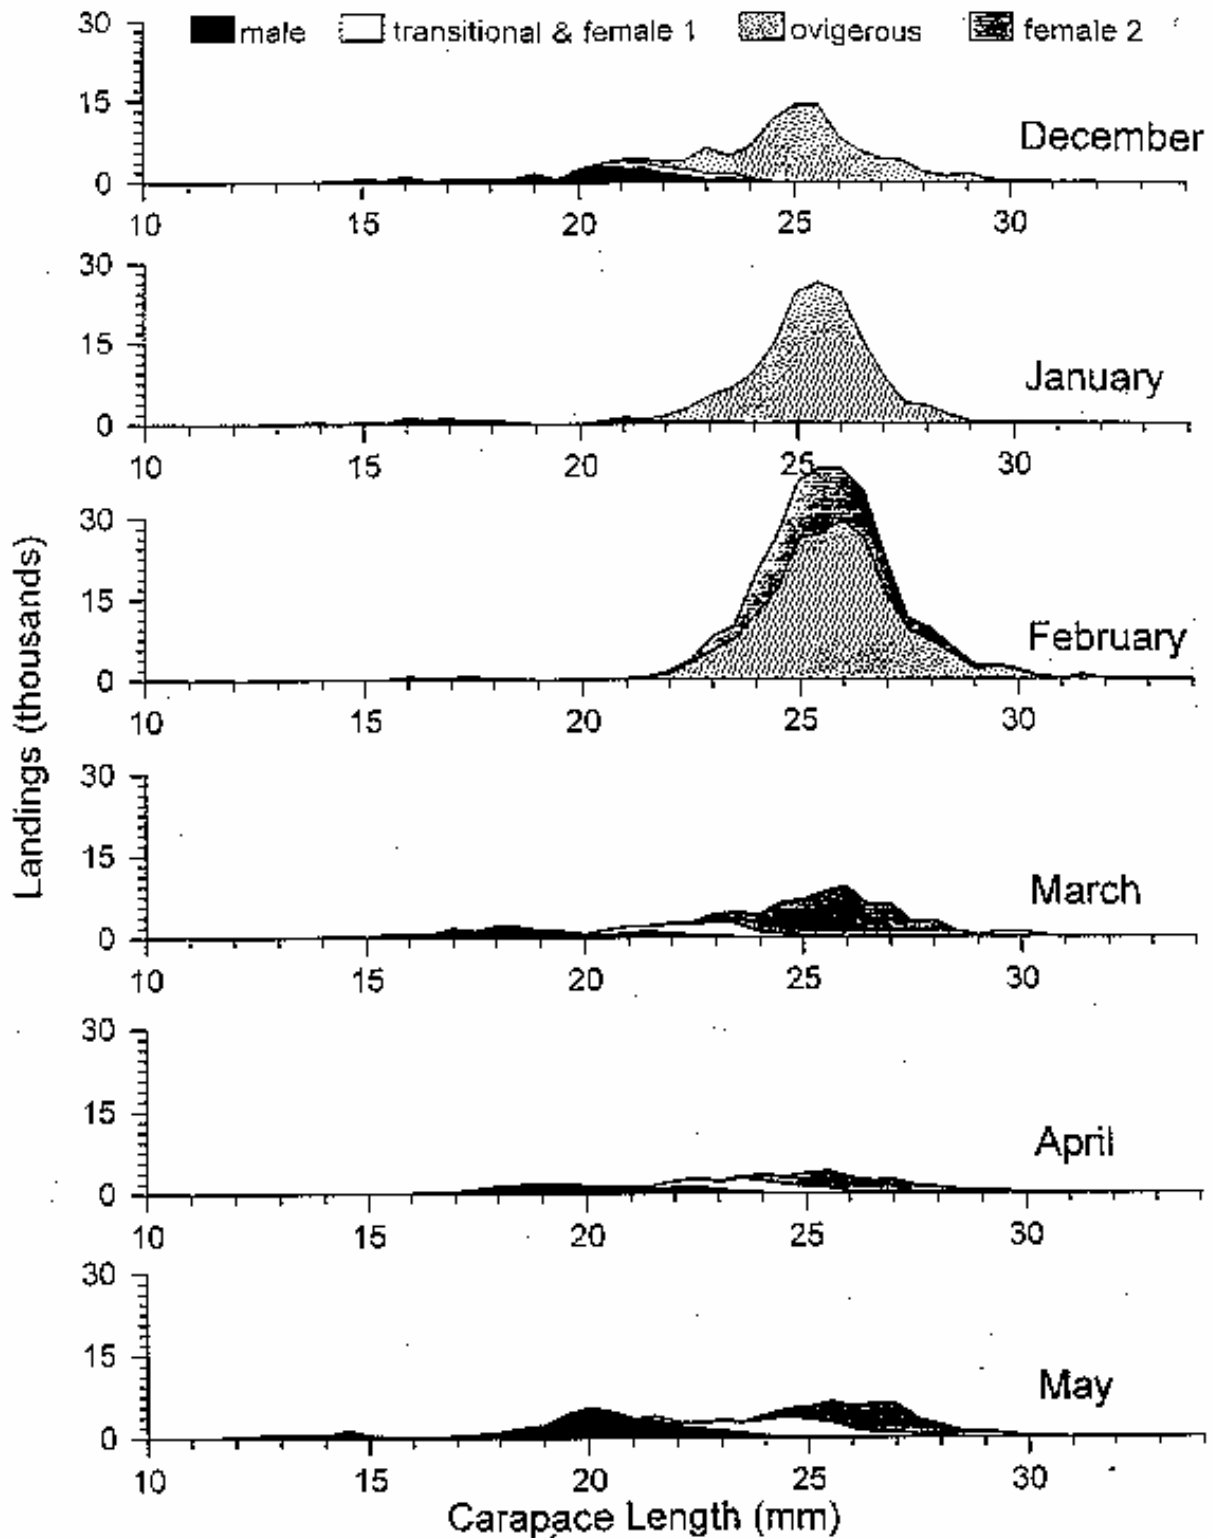 30
male transitional & female 1 ovigerous female 2
15
December
0
10 15 20 25 30
30
15
January
0
10 15 20 25 30
30
15
February
0
10 15 20 25 30
30
15
March
0
10 15 20 25 30
30
15
April
0
10 15 20 25 30
30
15
May
0
10 15 20 25 30
Landings (thousands)
Carapace Length (mm)